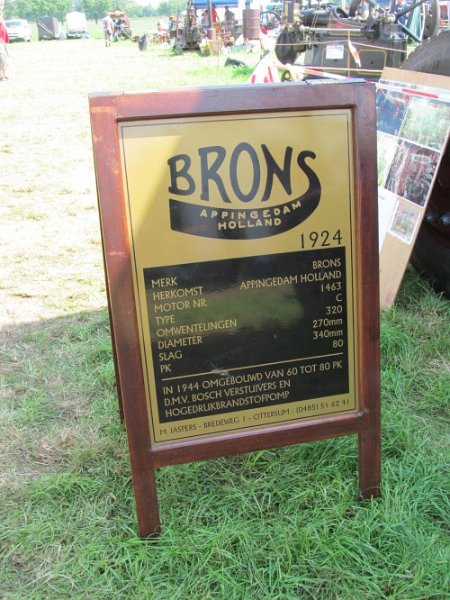 BRONS
APPINGEDAM
HOLLAND
1924
MERK BRONS
HERKOMST APPINGEDAM HOLLAND
MOTOR NR. 1463
TYPE C
OMWENTELINGEN 320
DIAMETER 270mm
SLAG 340mm
PK 80
IN 1944 OMGEBOUWD VAN 60 TOT 80 PK
D.M.V. BOSCH VERSTUIVERS EN
HOGEDRUKBRANDSTOFPOMP
M. JASPERS - BREDEWEG 1 - OTTERSUM - (0485) 51 62 41